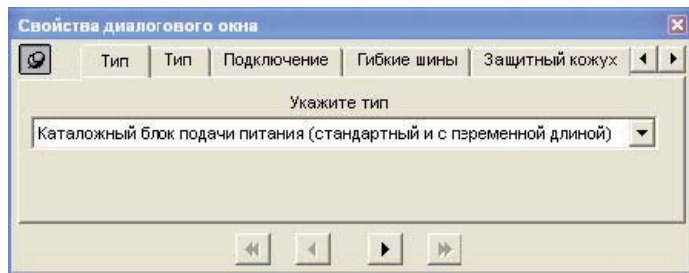 Свойства диалогового окна
Тип Тип Подключение Гибкие шины Защитный кожух
Укажите тип
Каталожный блок подачи питания (стандартный и с переменной длиной)